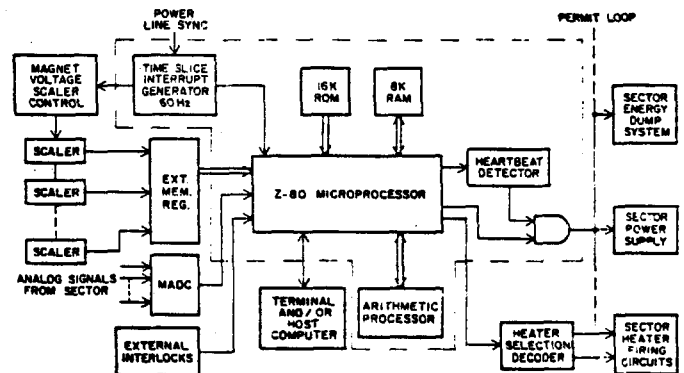 POWER
LINE SYNC
PERMIT LOOP
MAGNET
VOLTAGE
SCALER
CONTROL
TIME SLICE
INTERRUPT
GENERATOR
60 Hz
16K
ROM
8K
RAM
SECTOR
ENERGY
DUMP
SYSTEM
SCALER
SCALER
SCALER
EXT.
MEM.
REG.
Z-80 MICROPROCESSOR
HEARTBEAT
DETECTOR
SECTOR
POWER
SUPPLY
ANALOG SIGNALS
FROM SECTOR
MADC
TERMINAL
AND/OR
HOST
COMPUTER
ARITHMETIC
PROCESSOR
EXTERNAL
INTERLOCKS
HEATER
SELECTION
DECODER
SECTOR
HEATER
FIRING
CIRCUITS